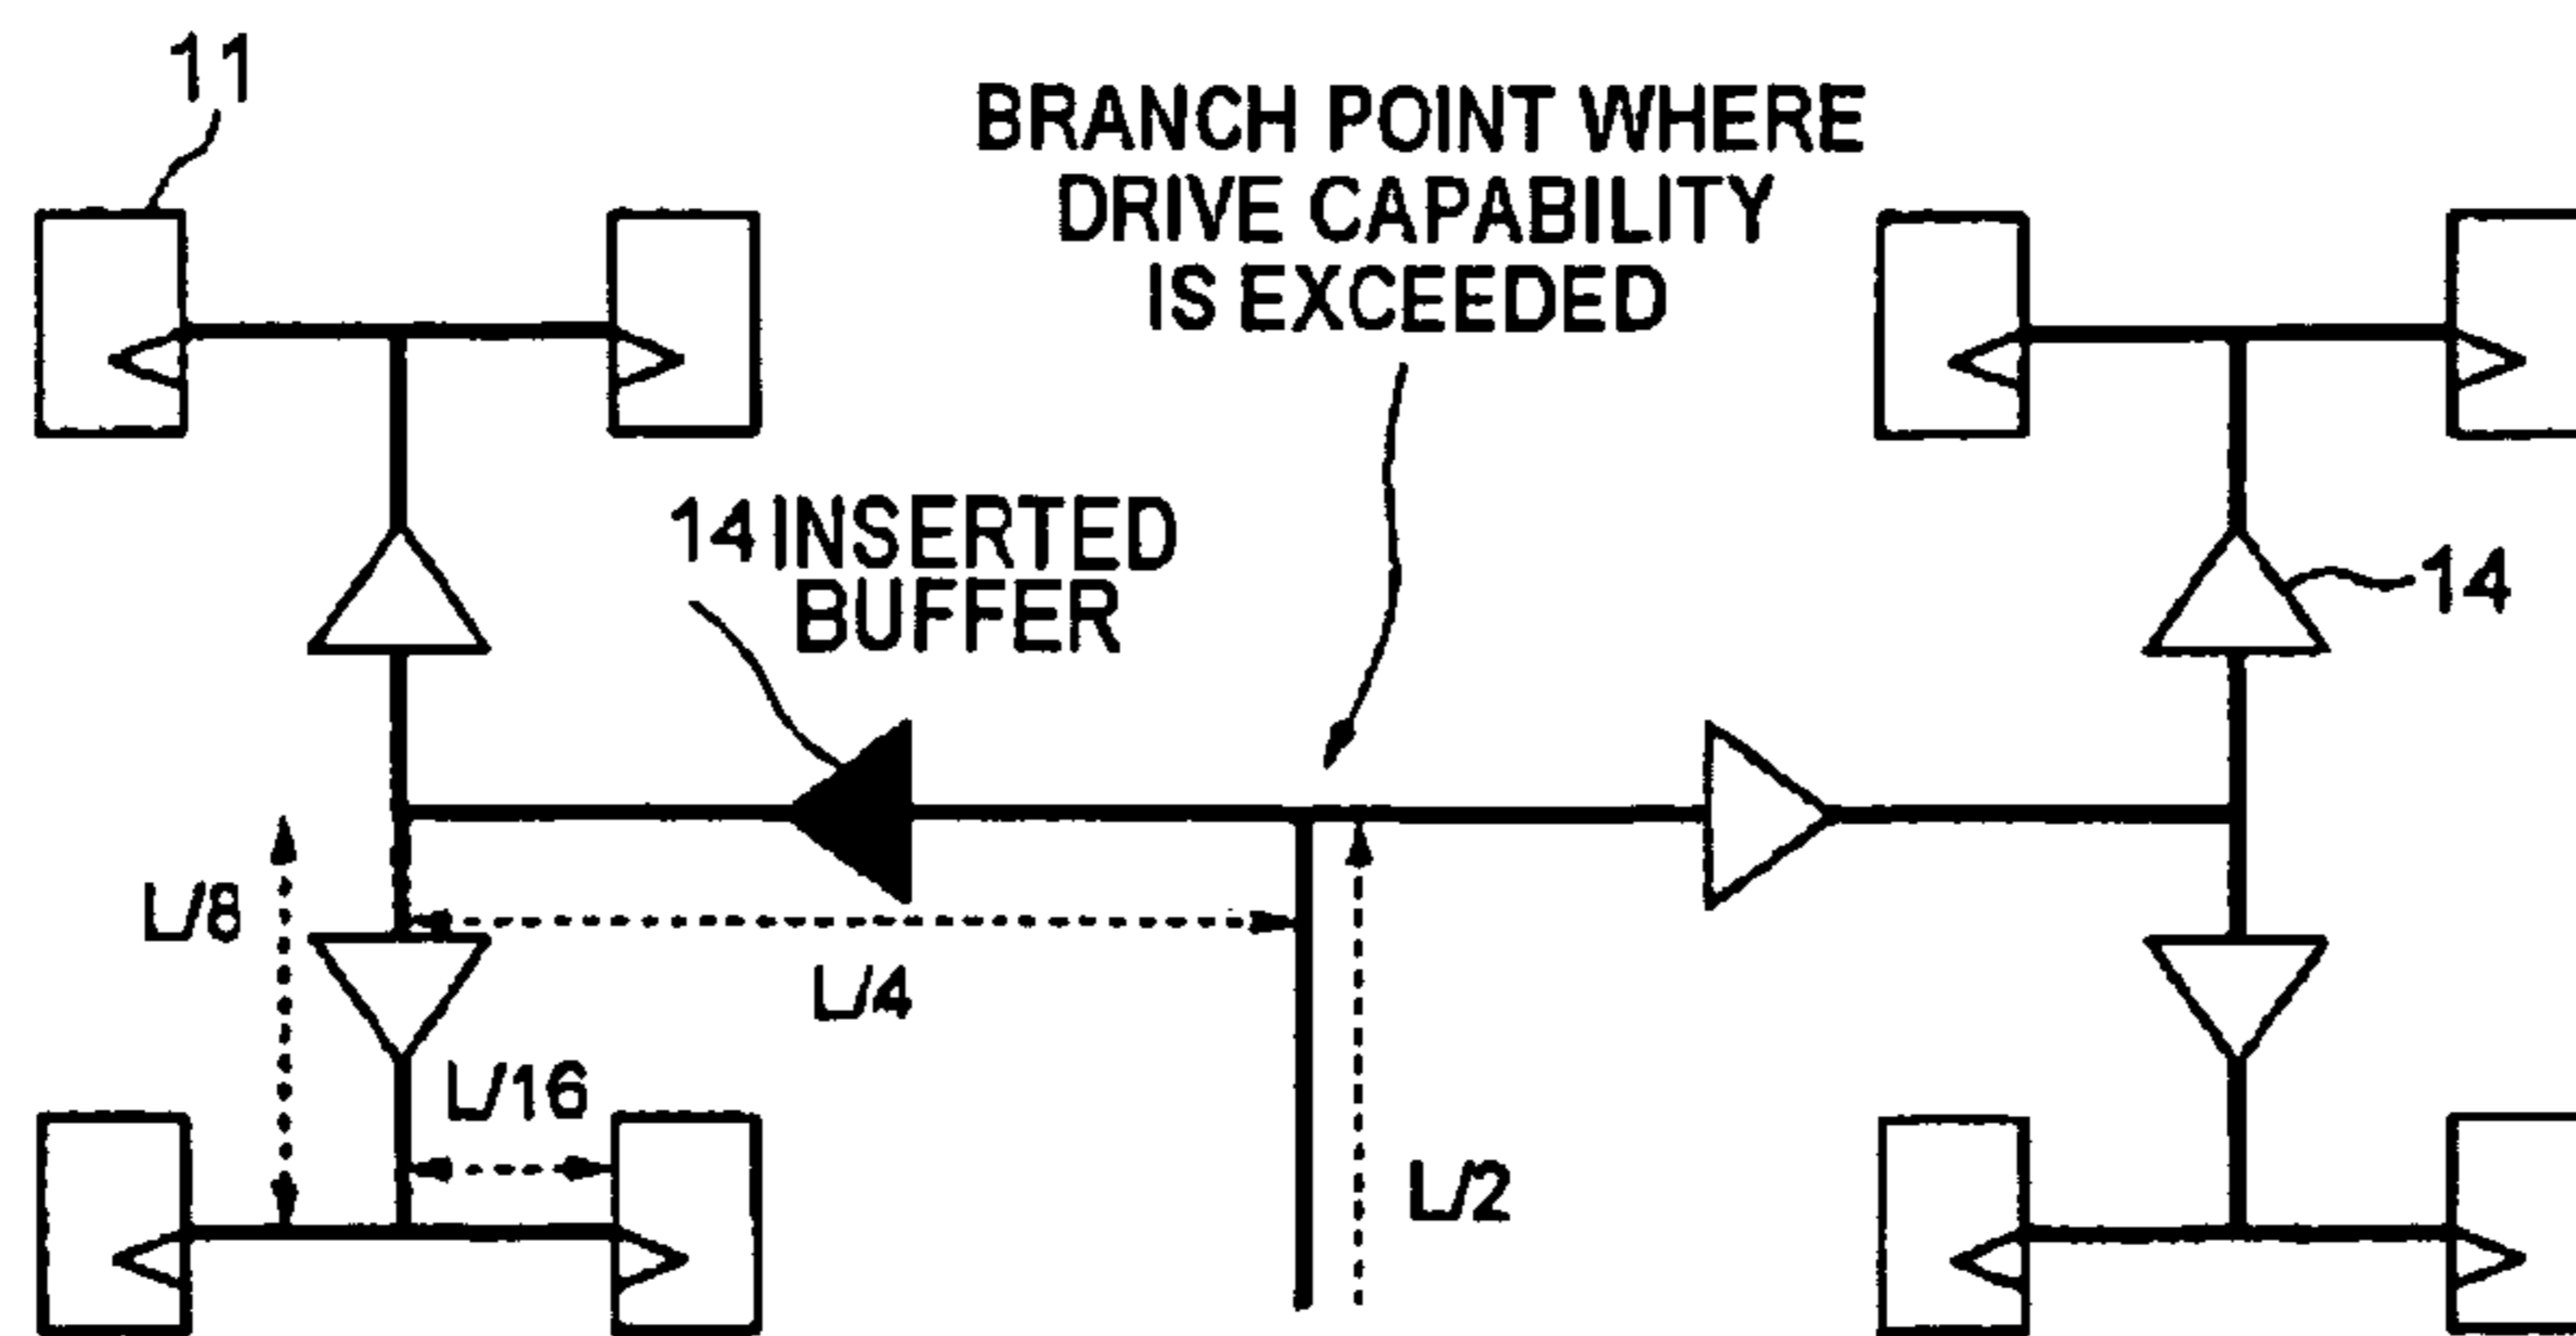 11
BRANCH POINT WHERE
DRIVE CAPABILITY
IS EXCEEDED
14 INSERTED
BUFFER
14
L/8
L/4
L/16
L/2